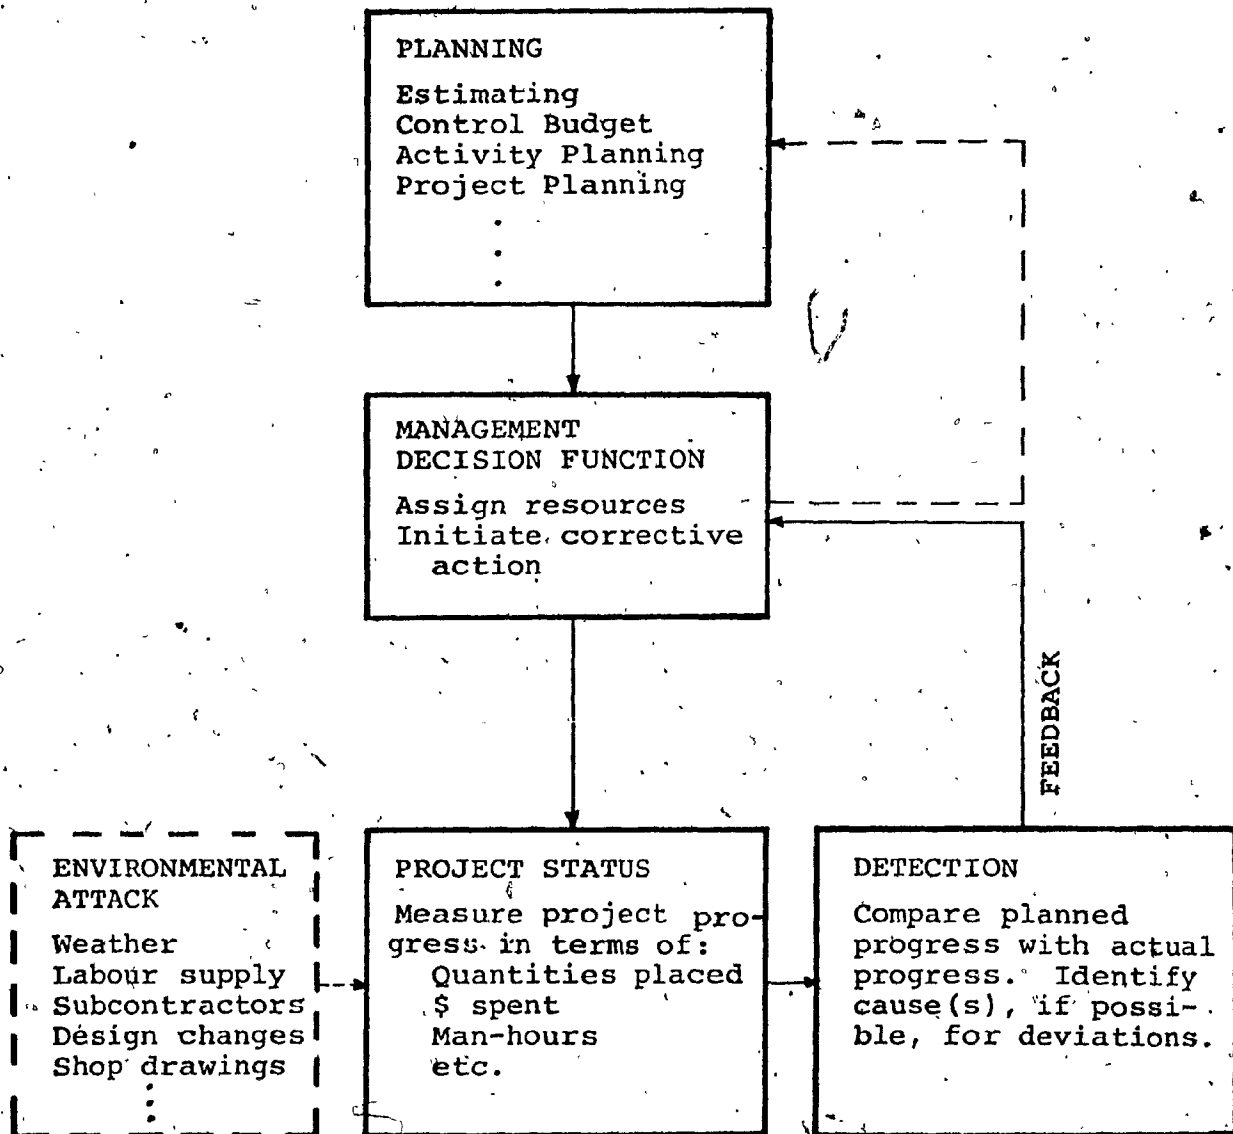 PLANNING
Estimating
Control Budget
Activity Planning
Project Planning
.
.
.
MANAGEMENT
DECISION FUNCTION
Assign resources
Initiate corrective
action
FEEDBACK
ENVIRONMENTAL
ATTACK
Weather
Labour supply
Subcontractors
Design changes
Shop drawings
.
.
.
PROJECT STATUS
Measure project pro-
gress in terms of:
Quantities placed
$ spent
Man-hours
etc.
DETECTION
Compare planned
progress with actual
progress. Identify
cause(s), if possi-
ble, for deviations.